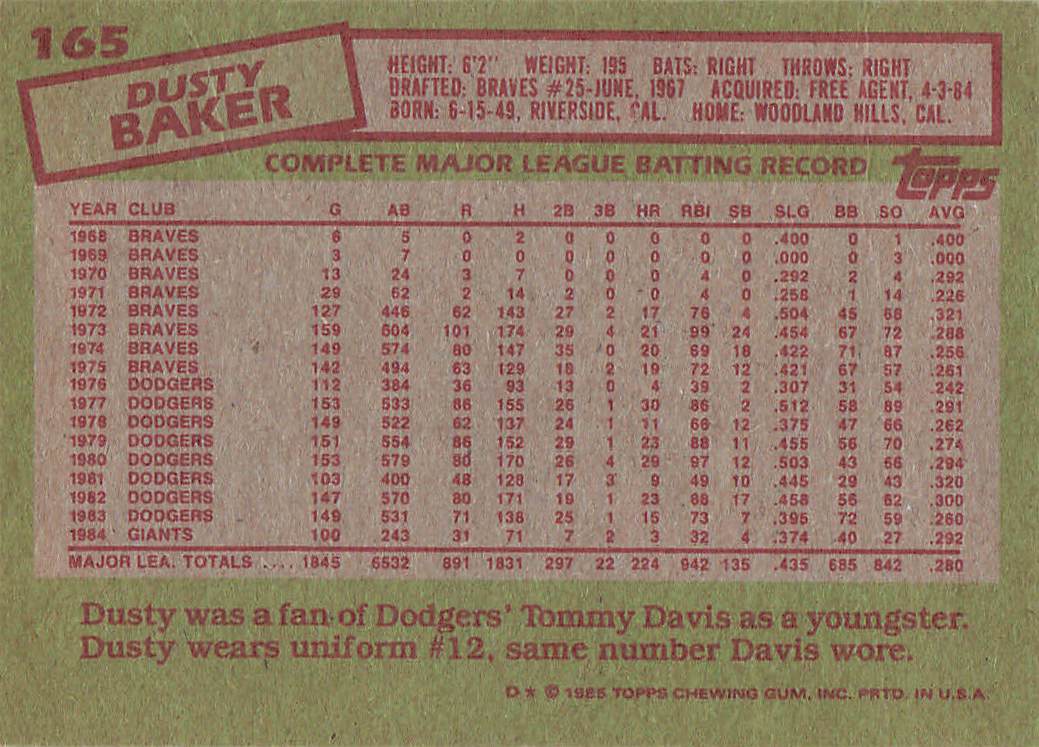 165
DUSTY
BAKER
HEIGHT: 6'2" WEIGHT: 195 BATS: RIGHT THROWS: RIGHT
DRAFTED: BRAVES #25-JUNE, 1967 ACQUIRED: FREE AGENT, 4-3-84
BORN: 6-15-49, RIVERSIDE, CAL. HOME: WOODLAND HILLS, CAL.
COMPLETE MAJOR LEAGUE BATTING RECORD
TOPPS
YEAR CLUB G AB R H 2B 3B HR RBI SB SLG BB SO AVG
1968 BRAVES 6 5 0 2 0 0 0 0 0 .400 0 1 .400
1969 BRAVES 3 7 0 0 0 0 0 0 0 .000 0 3 .000
1970 BRAVES 13 24 3 7 0 0 0 4 0 .292 2 4 .292
1971 BRAVES 29 62 2 14 2 0 0 4 0 .258 1 14 .226
1972 BRAVES 127 446 62 143 27 2 17 76 4 .504 45 68 .321
1973 BRAVES 159 604 101 174 29 4 21 99 24 .454 67 72 .288
1974 BRAVES 149 574 80 147 35 0 20 69 18 .422 71 87 .256
1975 BRAVES 142 494 63 129 18 2 19 72 12 .421 67 57 .261
1976 DODGERS 112 384 36 93 13 0 4 39 2 .307 31 54 .242
1977 DODGERS 153 533 86 155 26 1 30 86 2 .512 58 89 .291
1978 DODGERS 149 522 62 137 24 1 11 66 12 .375 47 66 .262
1979 DODGERS 151 554 86 152 29 1 23 88 11 .455 56 70 .274
1980 DODGERS 153 579 80 170 26 4 29 97 12 .503 43 66 .294
1981 DODGERS 103 400 48 128 17 3 9 49 10 .445 29 43 .320
1982 DODGERS 147 570 80 171 19 1 23 88 17 .458 56 62 .300
1983 DODGERS 149 531 71 138 25 1 15 73 7 .395 72 59 .260
1984 GIANTS 100 243 31 71 7 2 3 32 4 .374 40 27 .292
MAJOR LEA. TOTALS .... 1845 6532 891 1831 297 22 224 942 135 .435 685 842 .280
Dusty was a fan of Dodgers' Tommy Davis as a youngster.
Dusty wears uniform #12, same number Davis wore.
D * © 1985 TOPPS CHEWING GUM, INC. PRTD. IN U.S.A.